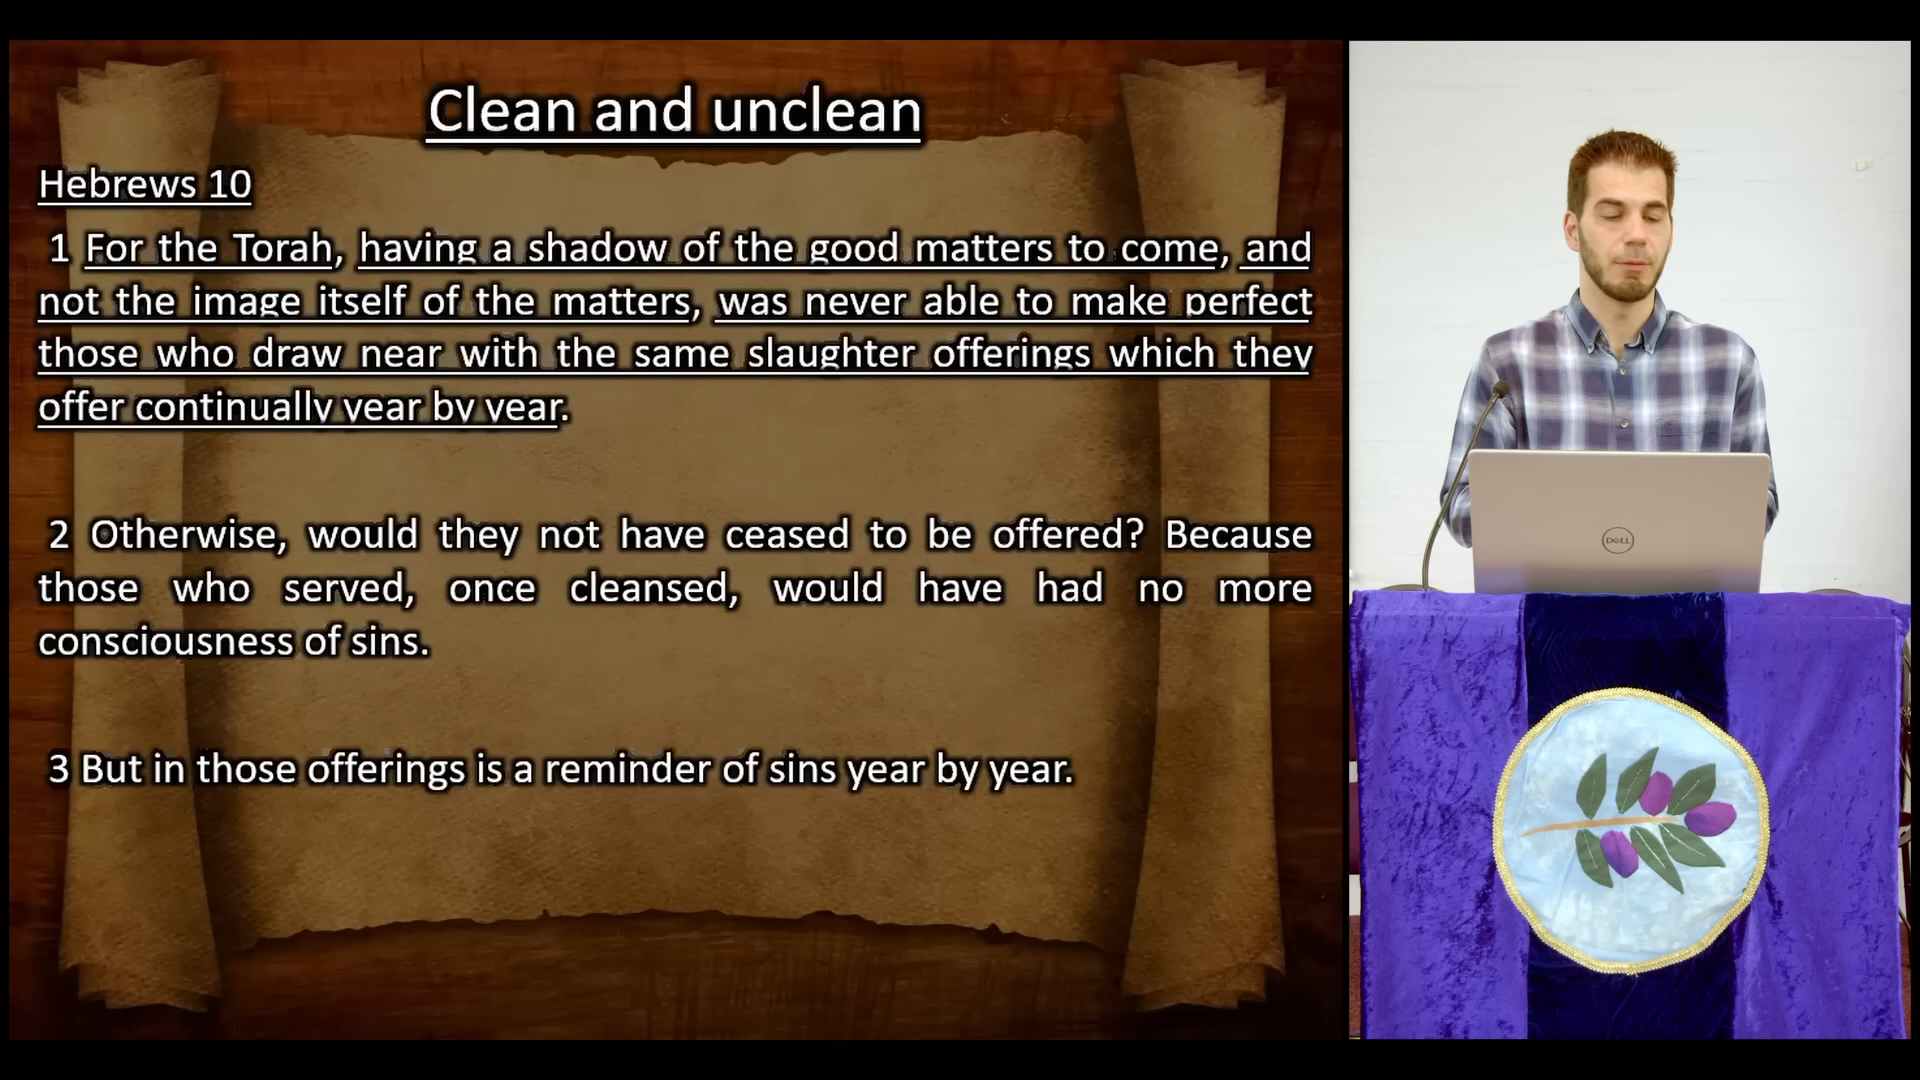 Clean and unclean
Hebrews 10
1 For the Torah, having a shadow of the good matters to come, and
not the image itself of the matters, was never able to make perfect
those who draw near with the same slaughter offerings which they
offer continually year by year.
2 Otherwise, would they not have ceased to be offered? Because
those who served, once cleansed, would have had no more
consciousness of sins.
3 But in those offerings is a reminder of sins year by year.
DELL